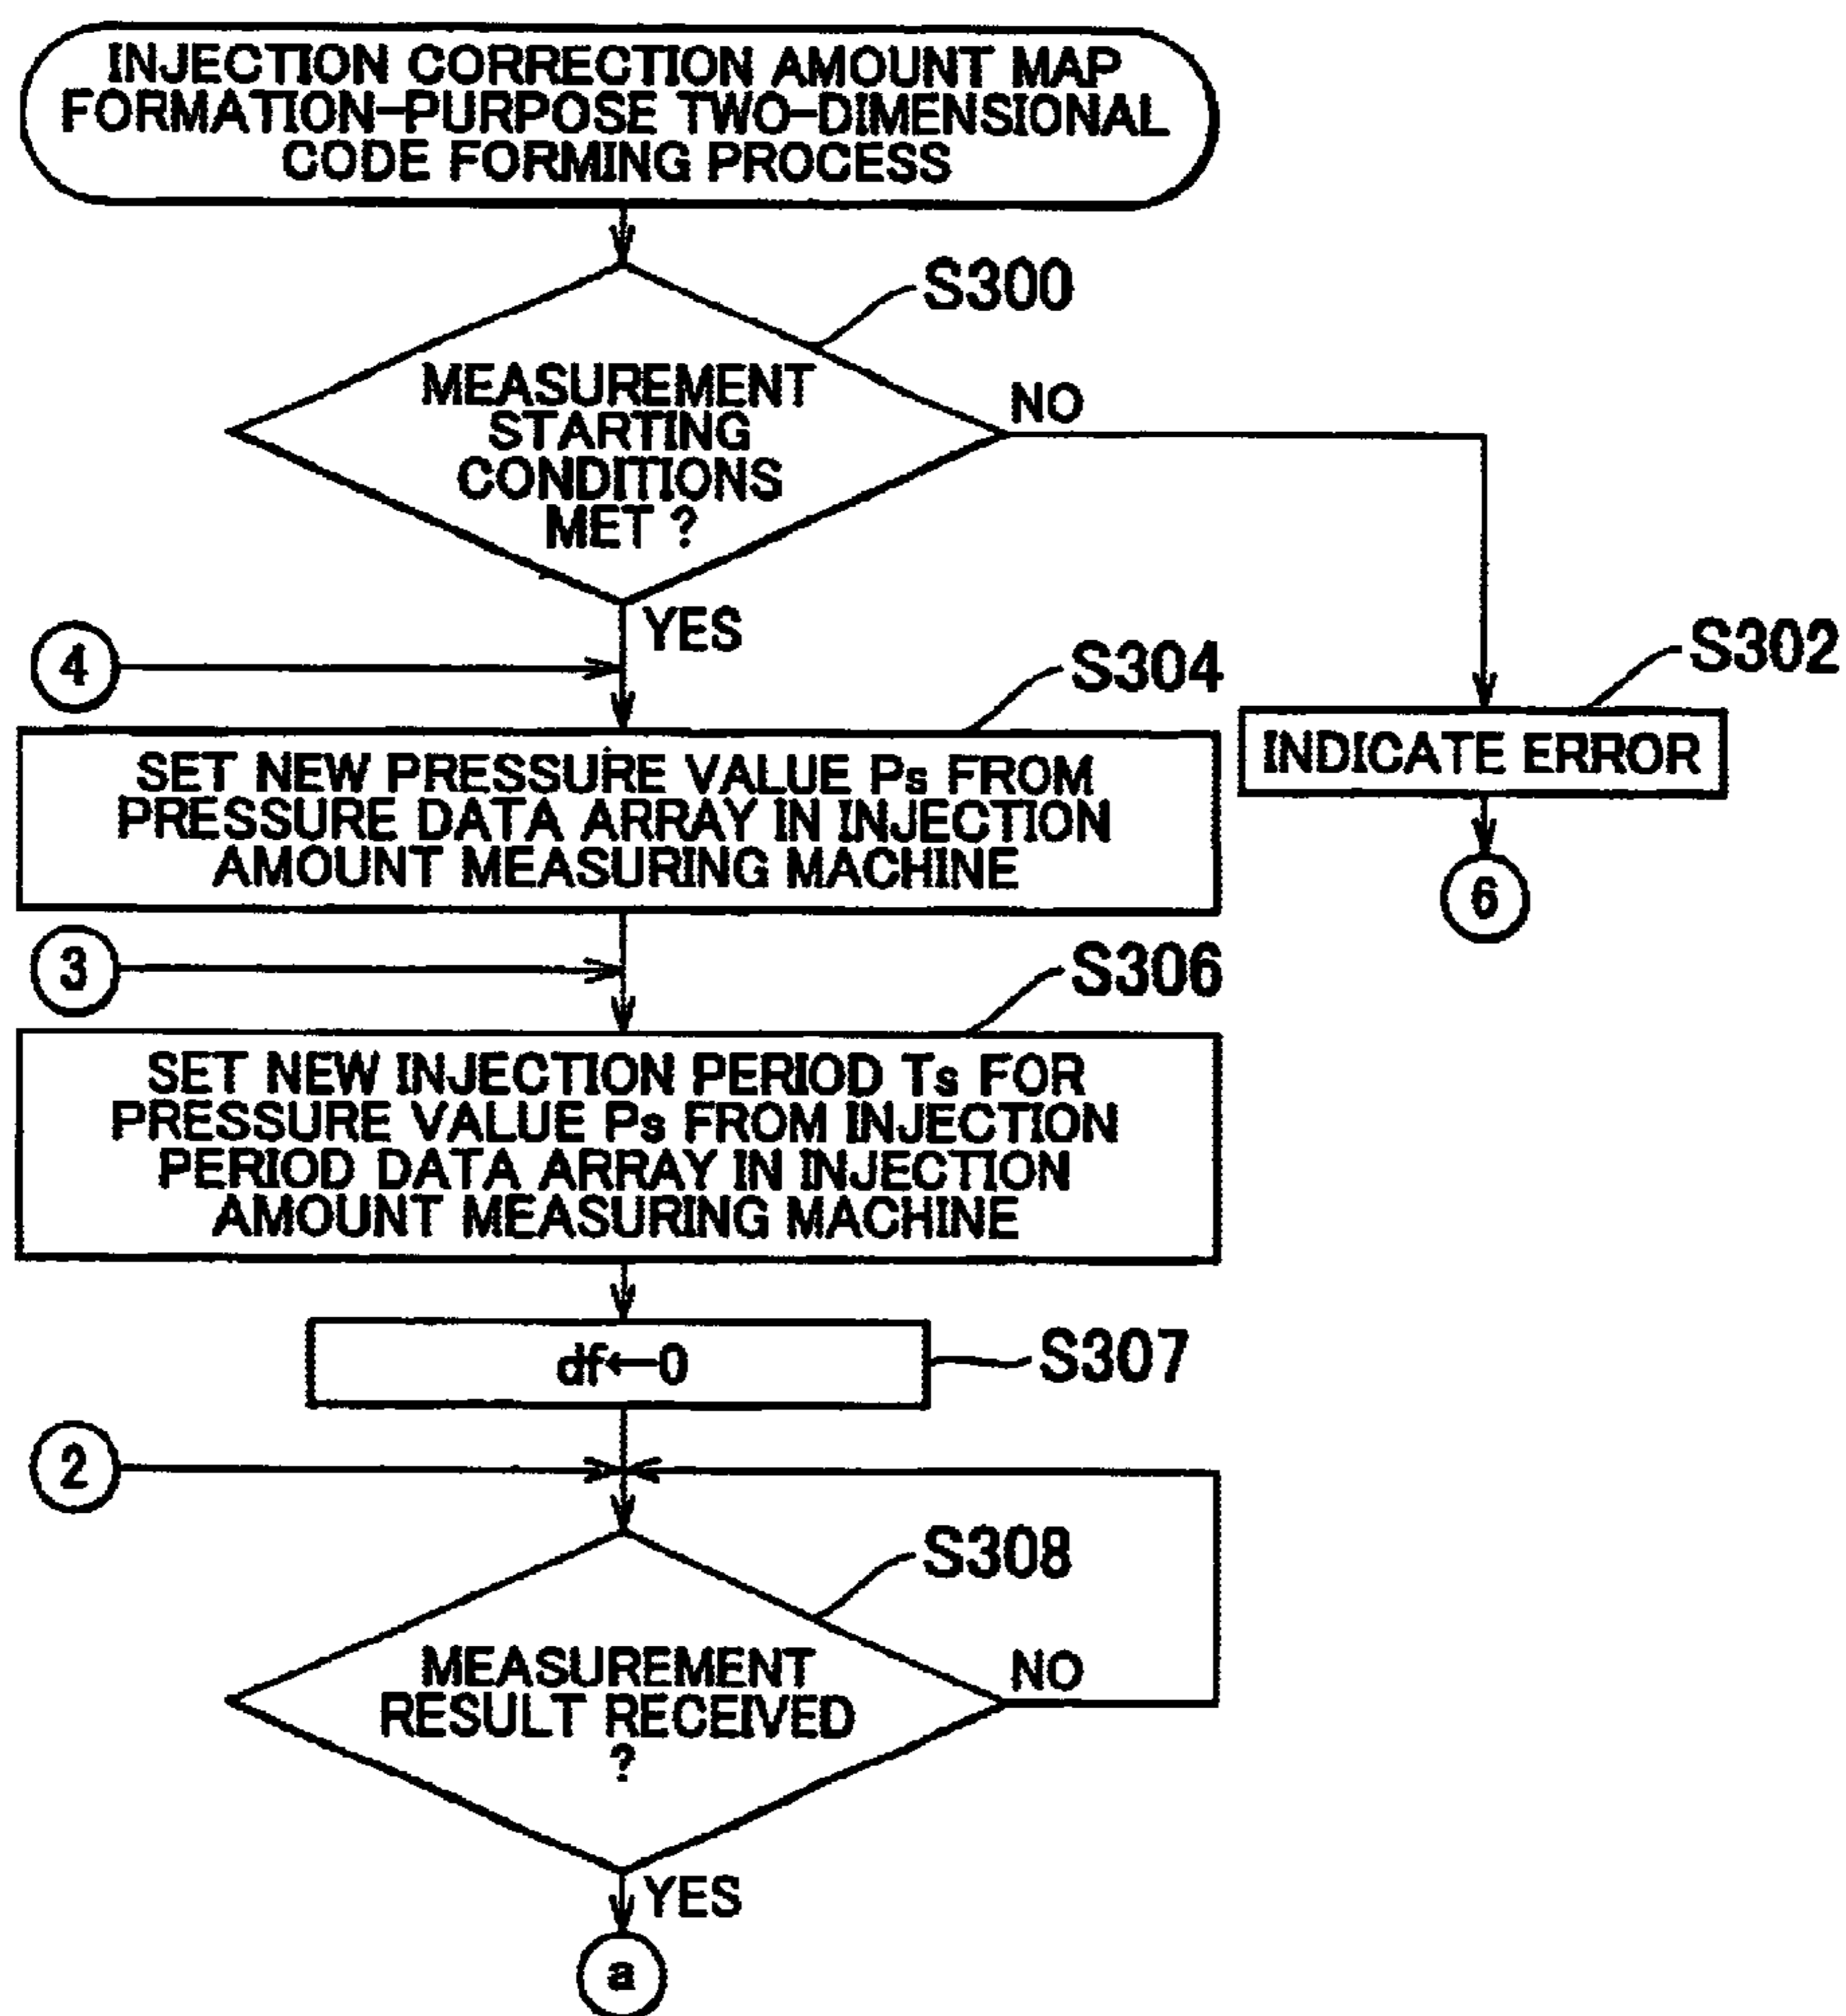 INJECTION CORRECTION AMOUNT MAP
FORMATION-PURPOSE TWO-DIMENSIONAL
CODE FORMING PROCESS
S300
MEASUREMENT
STARTING
CONDITIONS
MET ?
NO
YES
4
S304
S302
SET NEW PRESSURE VALUE Ps FROM
PRESSURE DATA ARRAY IN INJECTION
AMOUNT MEASURING MACHINE
INDICATE ERROR
6
3
S306
SET NEW INJECTION PERIOD Ts FOR
PRESSURE VALUE Ps FROM INJECTION
PERIOD DATA ARRAY IN INJECTION
AMOUNT MEASURING MACHINE
df←0
S307
2
S308
MEASUREMENT
RESULT RECEIVED
?
NO
YES
a